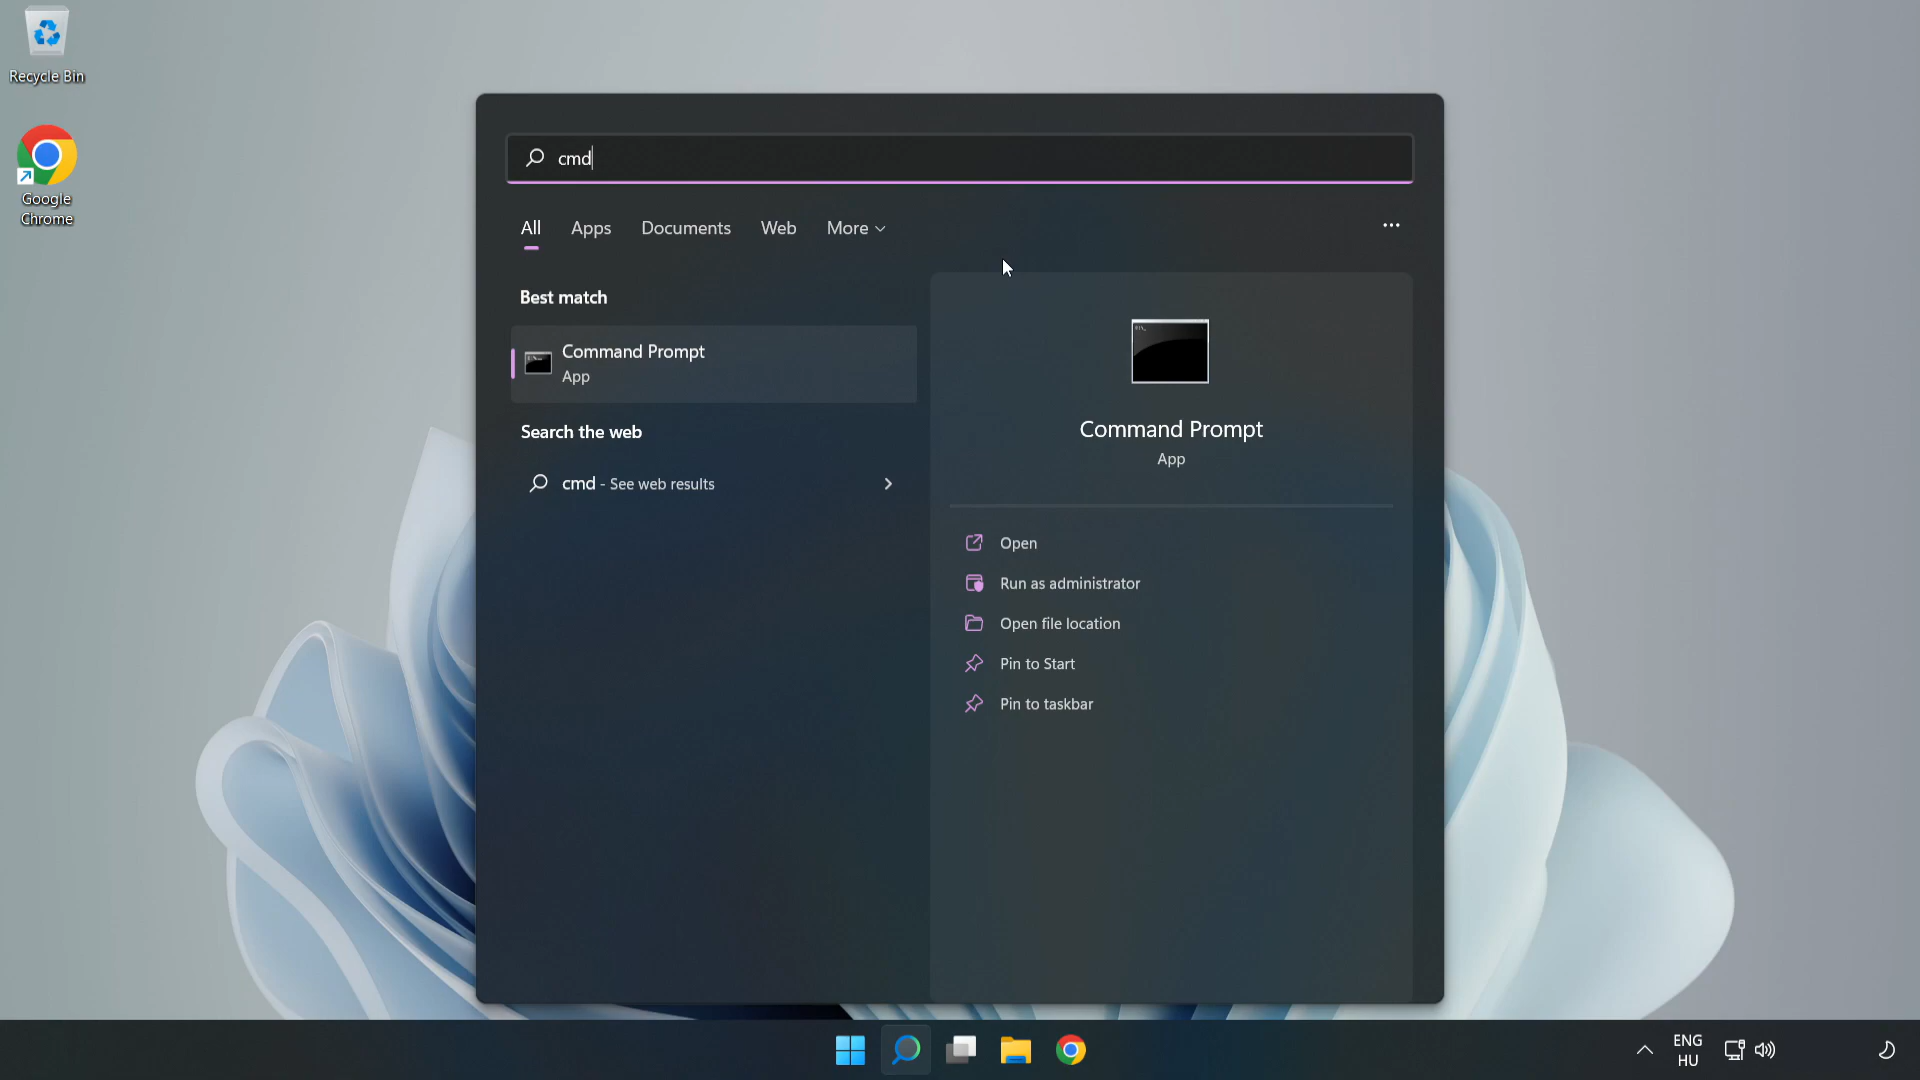 Recycle Bin
Google
Chrome
cmd
All Apps Documents Web More
Best match
Command Prompt
App
Search the web
cmd - See web results
Command Prompt
App
Open
Run as administrator
Open file location
Pin to Start
Pin to taskbar
ENG
HU